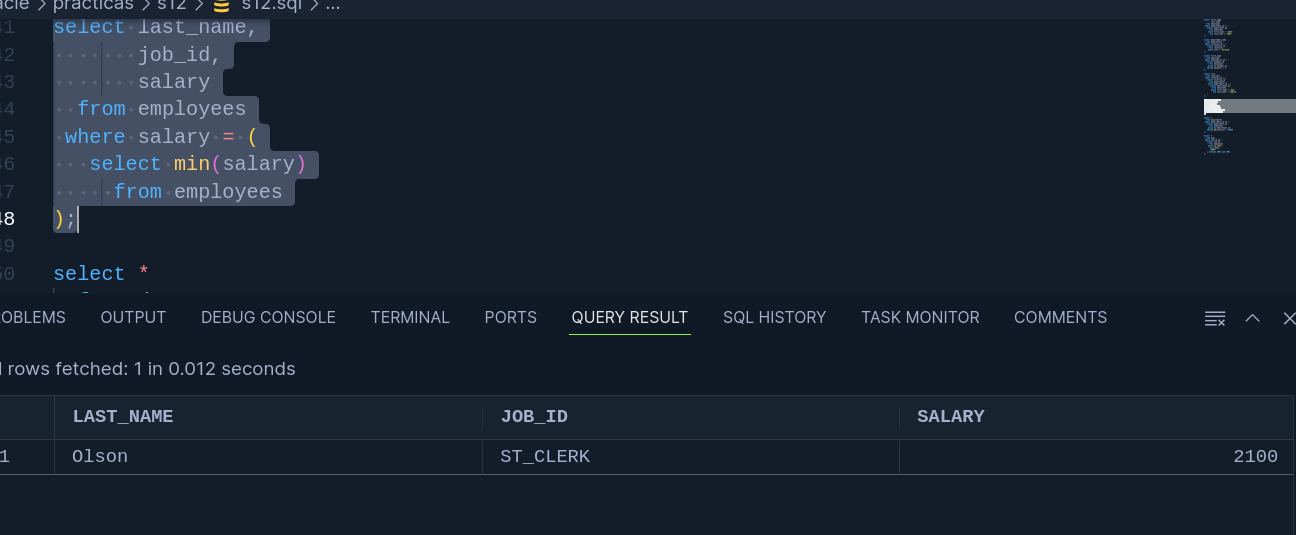 acle > prácticas > s12 > s12.sql > ...
41 select last_name,
42 job_id,
43 salary
44 from employees
45 where salary = (
46 select min(salary)
47 from employees
48 );
49
50 select *
OBLEMS OUTPUT DEBUG CONSOLE TERMINAL PORTS QUERY RESULT SQL HISTORY TASK MONITOR COMMENTS
rows fetched: 1 in 0.012 seconds
LAST_NAME JOB_ID SALARY
1 Olson ST_CLERK 2100